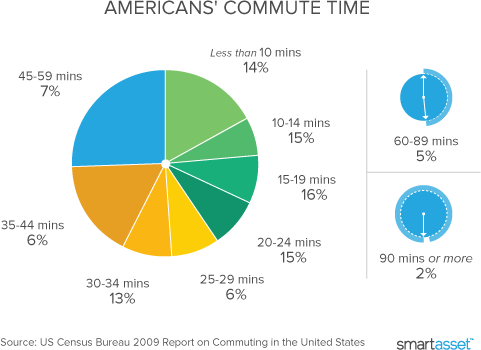 AMERICANS' COMMUTE TIME
Less than 10 mins
14%
10-14 mins
15%
15-19 mins
16%
20-24 mins
15%
25-29 mins
6%
30-34 mins
13%
35-44 mins
6%
45-59 mins
7%
60-89 mins
5%
90 mins or more
2%
Source: US Census Bureau 2009 Report on Commuting in the United States
smartasset™